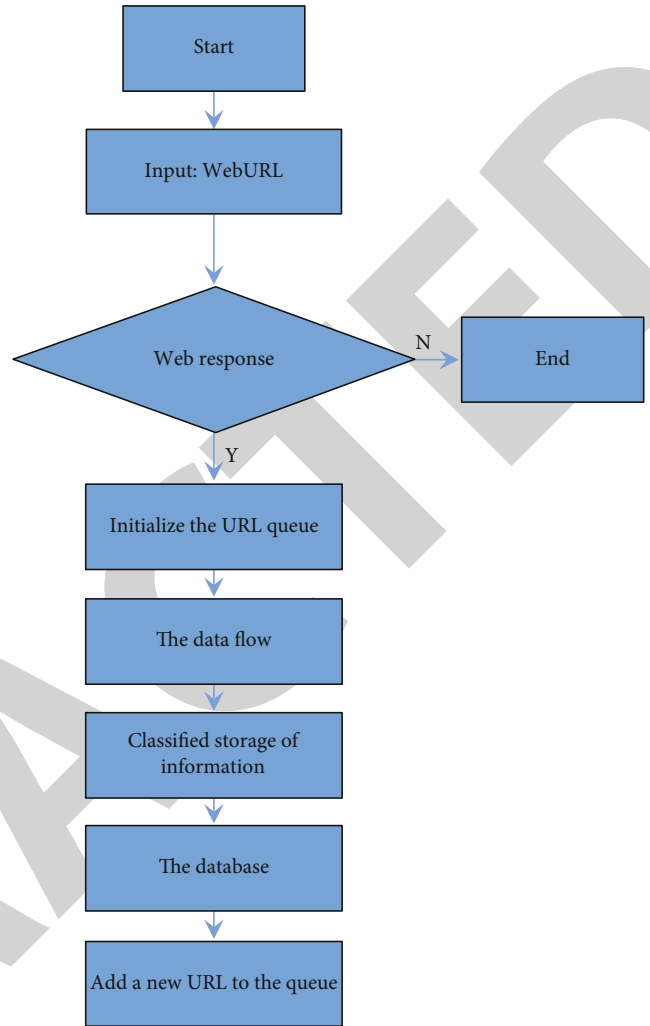 Start
Input: WebURL
Web response
N
End
Y
Initialize the URL queue
The data flow
Classified storage of
information
The database
Add a new URL to the queue